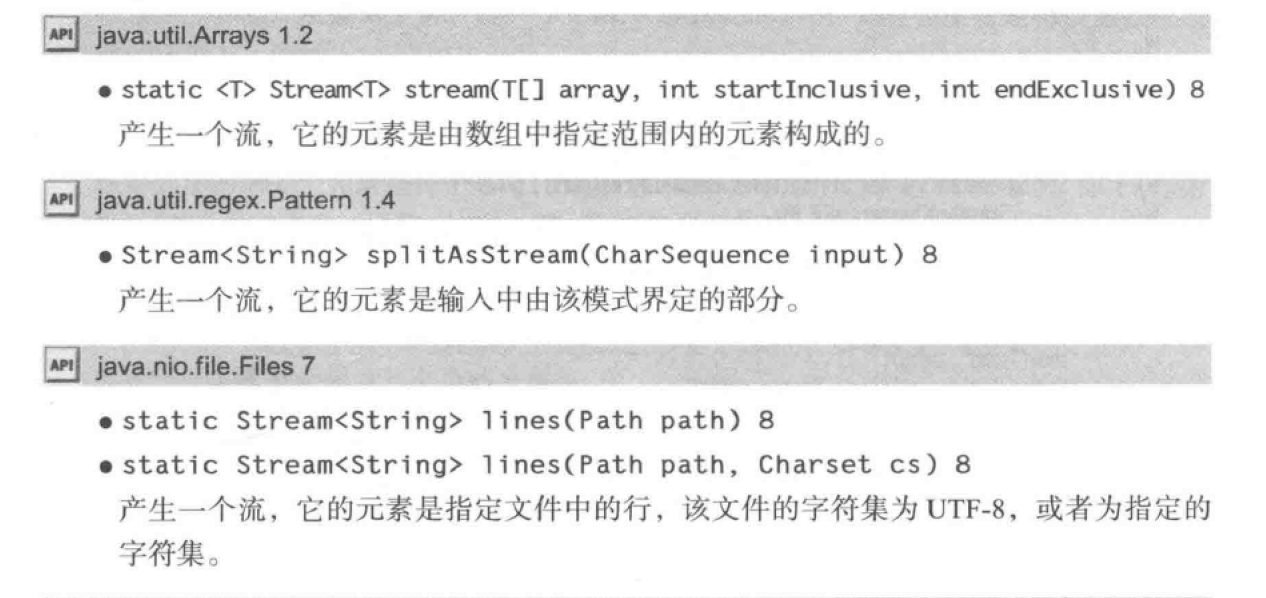 API java.util.Arrays 1.2
● static <T> Stream<T> stream(T[] array, int startInclusive, int endExclusive) 8
产生一个流，它的元素是由数组中指定范围内的元素构成的。
API java.util.regex.Pattern 1.4
● Stream<String> splitAsStream(CharSequence input) 8
产生一个流，它的元素是输入中由该模式界定的部分。
API java.nio.file.Files 7
● static Stream<String> lines(Path path) 8
● static Stream<String> lines(Path path, Charset cs) 8
产生一个流，它的元素是指定文件中的行，该文件的字符集为 UTF-8，或者为指定的
字符集。